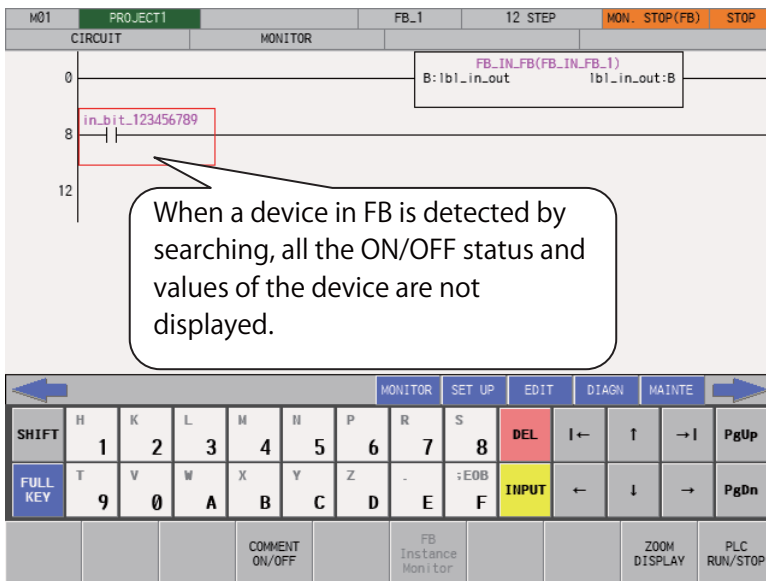 M01 PROJECT1 FB_1 12 STEP MON. STOP(FB) STOP
CIRCUIT MONITOR
FB_IN_FB(FB_IN_FB_1)
0 B:lbl_in_out lbl_in_out:B
in_bit_123456789
8
12
When a device in FB is detected by
searching, all the ON/OFF status and
values of the device are not
displayed.
MONITOR SET UP EDIT DIAGN MAINTE
SHIFT H 1 K 2 L 3 M 4 N 5 P 6 R 7 S 8 DEL |← ↑ →| PgUp
FULL KEY T 9 V 0 W A X B Y C Z D . E ;EOB F INPUT ← ↓ → PgDn
COMMENT ON/OFF FB Instance Monitor ZOOM DISPLAY PLC RUN/STOP